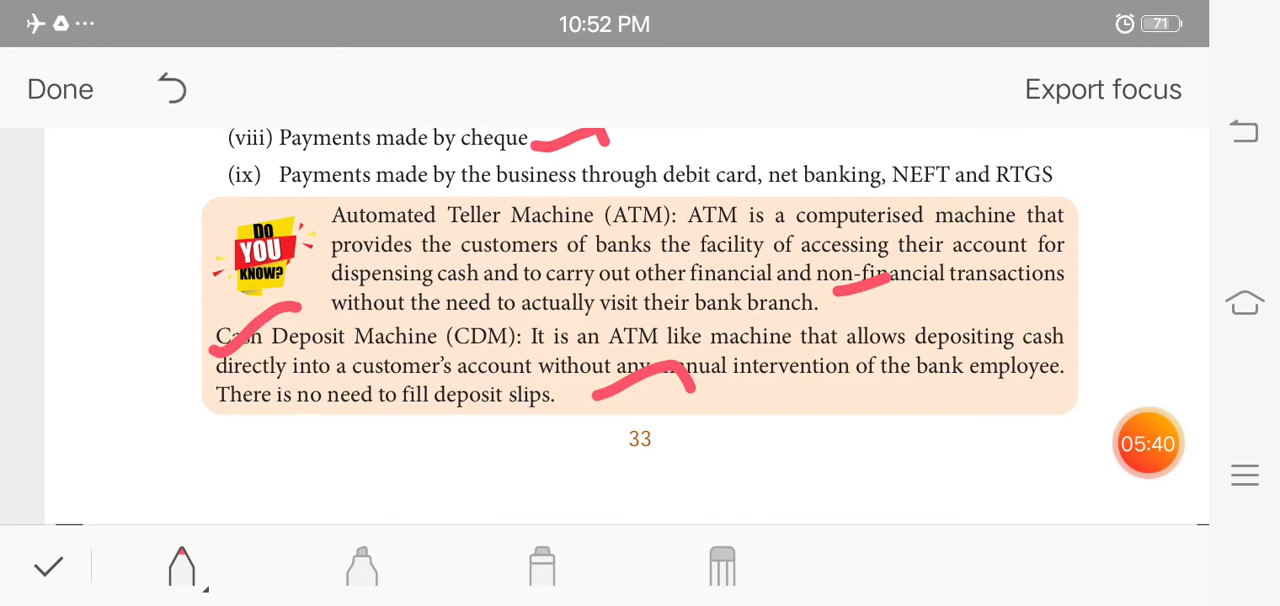 10:52 PM
71
Done
Export focus
(viii) Payments made by cheque
(ix) Payments made by the business through debit card, net banking, NEFT and RTGS
DO
YOU
KNOW?
Automated Teller Machine (ATM): ATM is a computerised machine that
provides the customers of banks the facility of accessing their account for
dispensing cash and to carry out other financial and non-financial transactions
without the need to actually visit their bank branch.
Cash Deposit Machine (CDM): It is an ATM like machine that allows depositing cash
directly into a customer's account without any manual intervention of the bank employee.
There is no need to fill deposit slips.
33
05:40